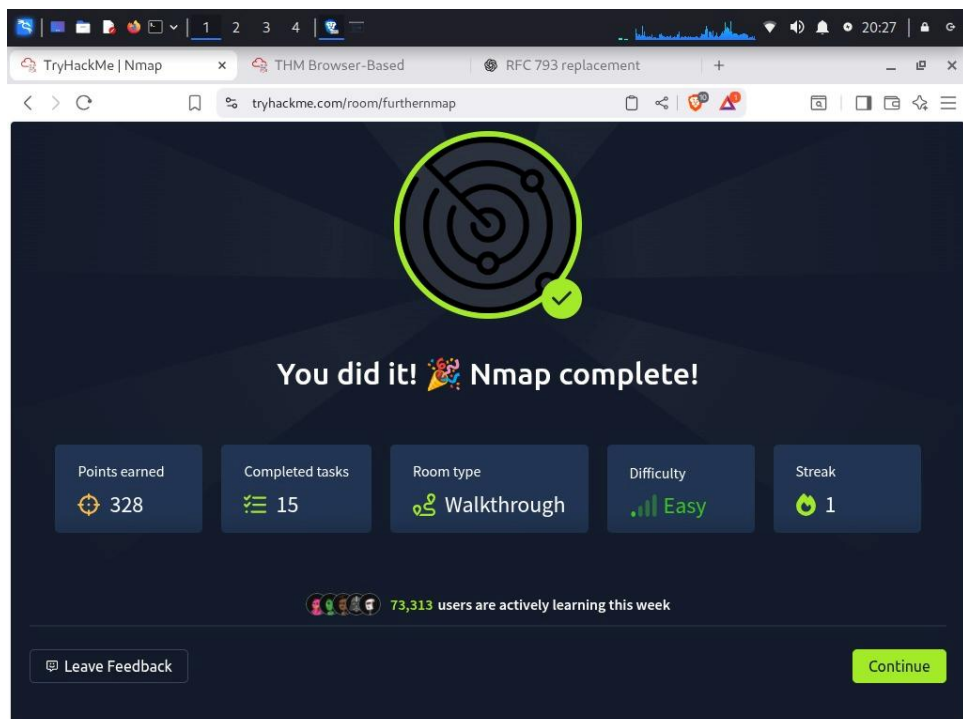 1 2 3 4 20:27
TryHackMe | Nmap THM Browser-Based RFC 793 replacement
tryhackme.com/room/furthernmap 10 1
You did it! 🎉 Nmap complete!
Points earned Completed tasks Room type Difficulty Streak
328 15 Walkthrough Easy 1
73,313 users are actively learning this week
Leave Feedback Continue